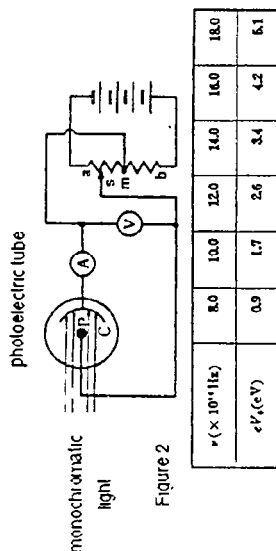 photoelectric tube
P
C
A
V
a
s
m
b
monochromatic
light
Figure 2
ν (× 10¹⁴ Hz) 8.0 10.0 12.0 14.0 16.0 18.0
(eV) 0.9 1.7 2.6 3.4 4.2 5.1